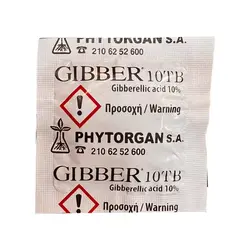 PHYTORGAN S.A.
☎ 210 62 52 600
GIBBER® 10TB
Gibberellic acid 10%
Προσοχή / Warning
PHYTORGAN S.A.
☎ 210 62 52 600
GIBBER® 10TB
Gibberellic acid 10%
Προσοχή / Warning